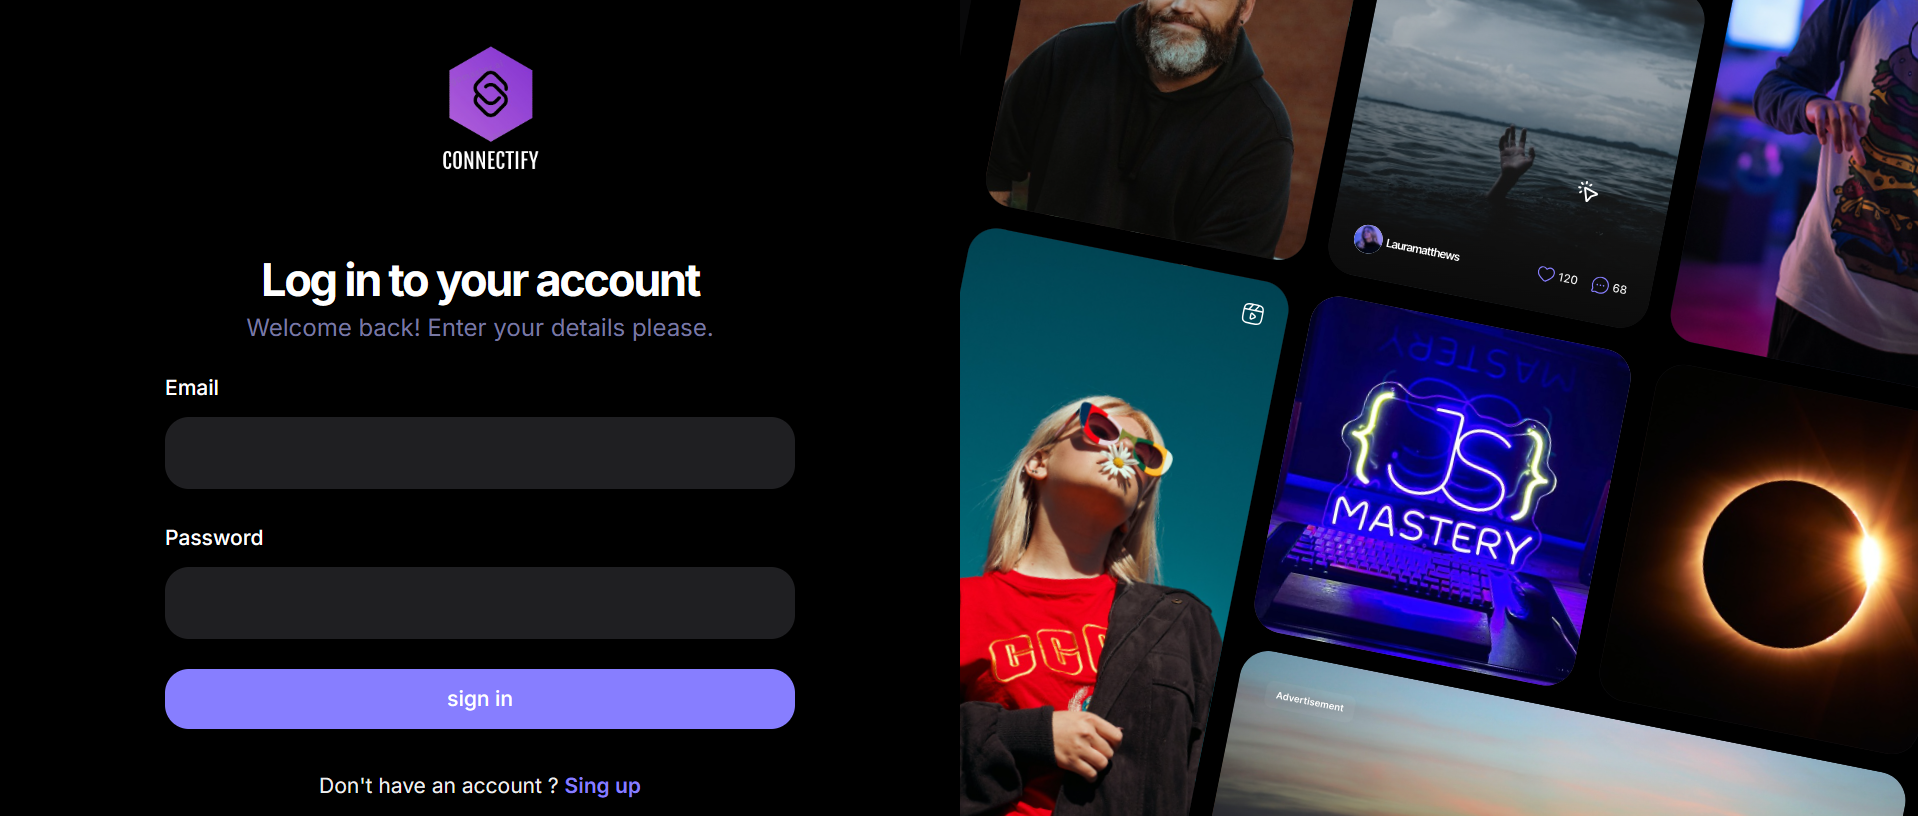 CONNECTIFY
Log in to your account
Welcome back! Enter your details please.
Email
Password
sign in
Don't have an account ? Sing up
Lauramatthews
120
68
MASTERY
{JS}
MASTERY
CCC
Advertisement